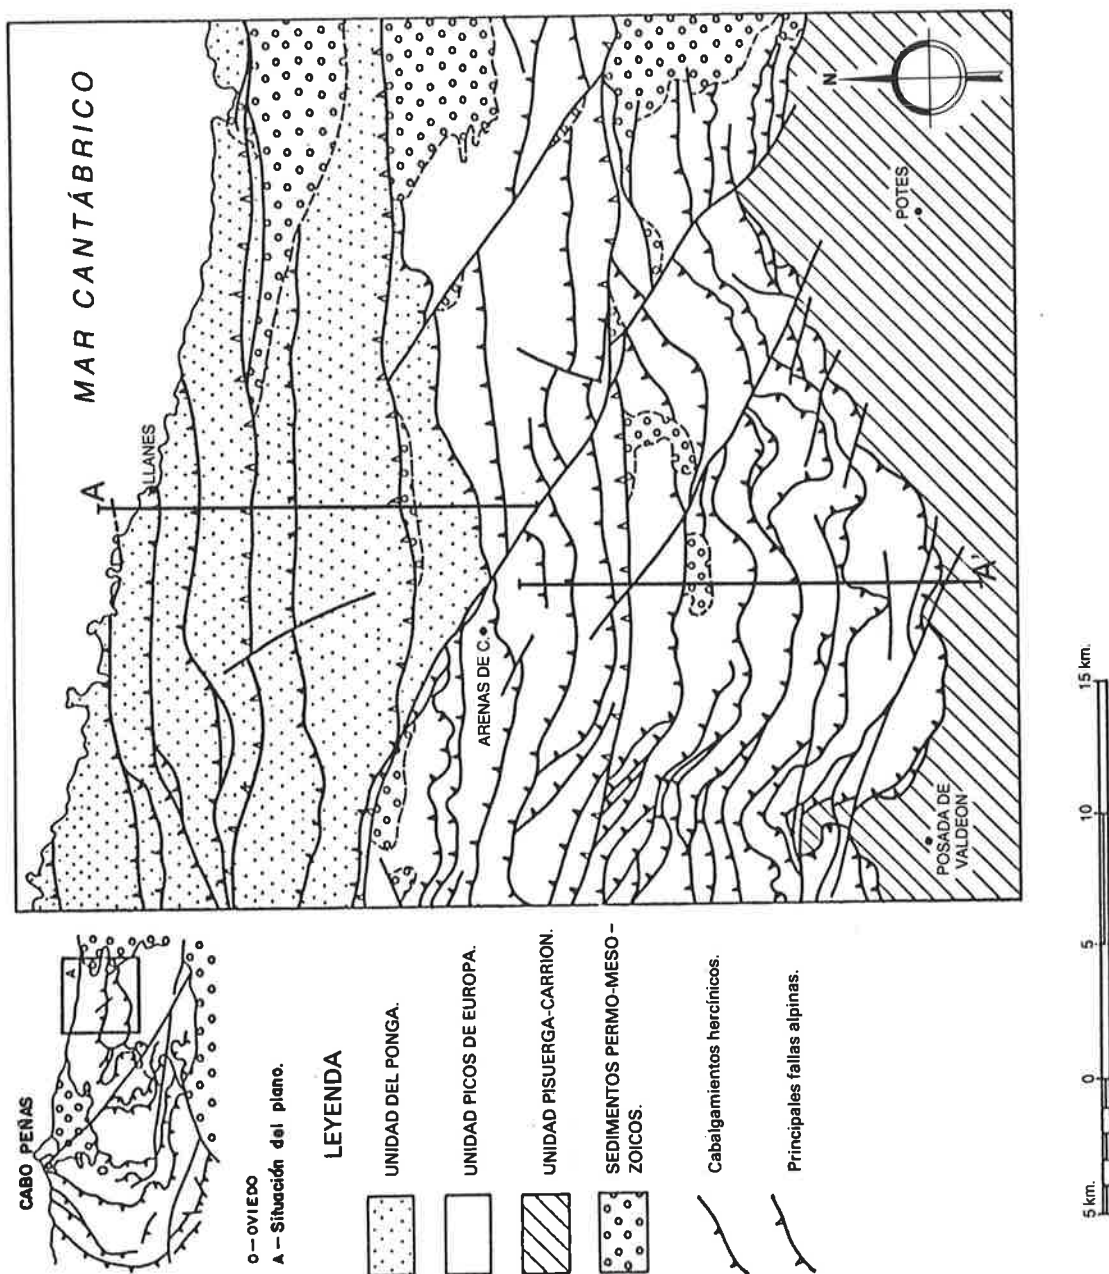 MAR CANTÁBRICO
N
A
LLANES
ARENAS DE C.
POTES
POSADA DE
VALDEON
A'
CABO PEÑAS
A
O – OVIEDO
A – Situación del plano.
LEYENDA
UNIDAD DEL PONGA.
UNIDAD PICOS DE EUROPA.
UNIDAD PISUERGA-CARRION.
SEDIMENTOS PERMO-MESO-
ZOICOS.
Cabalgamientos hercínicos.
Principales fallas alpinas.
5 km. 0 5 10 15 km.